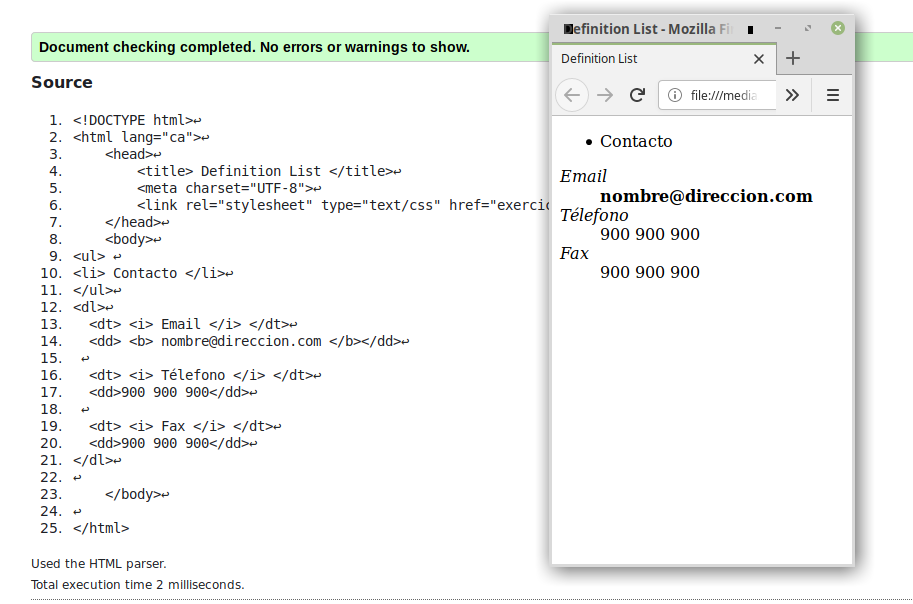 Document checking completed. No errors or warnings to show.
Source
1. <!DOCTYPE html>↩
2. <html lang="ca">↩
3. <head>↩
4. <title> Definition List </title>↩
5. <meta charset="UTF-8">↩
6. <link rel="stylesheet" type="text/css" href="exercic
7. </head>↩
8. <body>↩
9. <ul> ↩
10. <li> Contacto </li>↩
11. </ul>↩
12. <dl>↩
13. <dt> <i> Email </i> </dt>↩
14. <dd> <b> nombre@direccion.com </b></dd>↩
15. ↩
16. <dt> <i> Télefono </i> </dt>↩
17. <dd>900 900 900</dd>↩
18. ↩
19. <dt> <i> Fax </i> </dt>↩
20. <dd>900 900 900</dd>↩
21. </dl>↩
22. ↩
23. </body>↩
24. ↩
25. </html>
Used the HTML parser.
Total execution time 2 milliseconds.
Definition List - Mozilla Fi
Definition List
file:///media
• Contacto
Email
nombre@direccion.com
Télefono
900 900 900
Fax
900 900 900